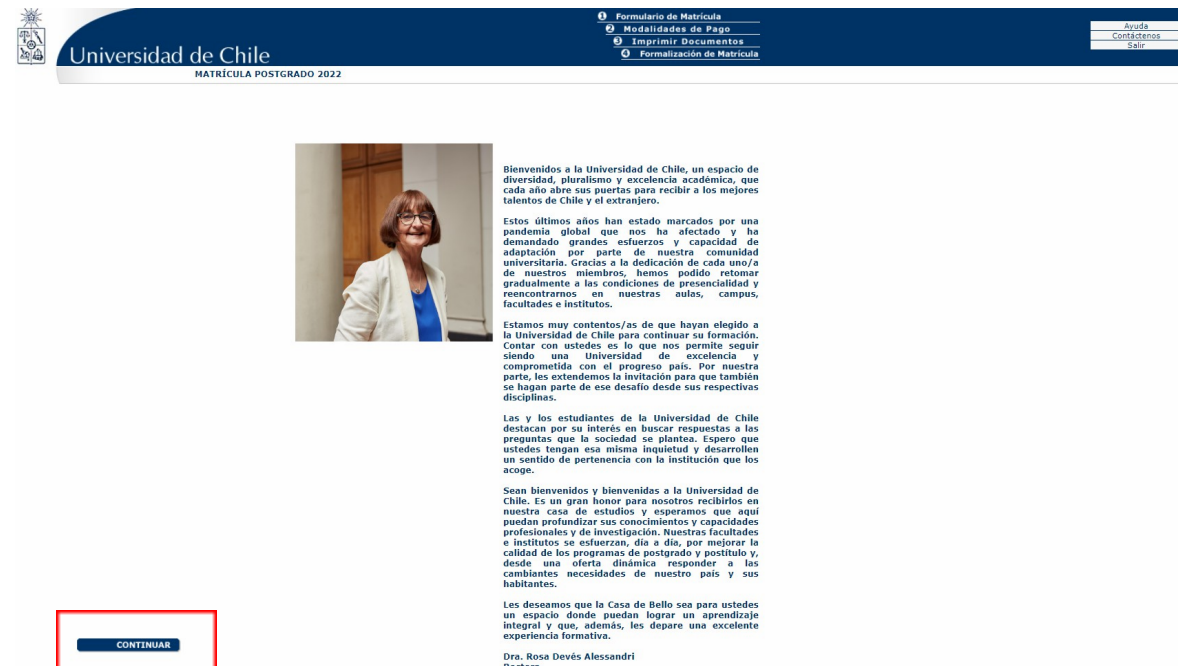 1 Formulario de Matrícula
2 Modalidades de Pago
3 Imprimir Documentos
4 Formalización de Matrícula
Ayuda
Contáctenos
Salir
Universidad de Chile
MATRÍCULA POSTGRADO 2022
Bienvenidos a la Universidad de Chile, un espacio de
diversidad, pluralismo y excelencia académica, que
cada año abre sus puertas para recibir a los mejores
talentos de Chile y el extranjero.
Estos últimos años han estado marcados por una
pandemia global que nos ha afectado y ha
demandado grandes esfuerzos y capacidad de
adaptación por parte de nuestra comunidad
universitaria. Gracias a la dedicación de cada uno/a
de nuestros miembros, hemos podido retomar
gradualmente a las condiciones de presencialidad y
reencontrarnos en nuestras aulas, campus,
facultades e institutos.
Estamos muy contentos/as de que hayan elegido a
la Universidad de Chile para continuar su formación.
Contar con ustedes es lo que nos permite seguir
siendo una Universidad de excelencia y
comprometida con el progreso país. Por nuestra
parte, les extendemos la invitación para que también
se hagan parte de ese desafío desde sus respectivas
disciplinas.
Las y los estudiantes de la Universidad de Chile
destacan por su interés en buscar respuestas a las
preguntas que la sociedad se plantea. Espero que
ustedes tengan esa misma inquietud y desarrollen
un sentido de pertenencia con la institución que los
acoge.
Sean bienvenidos y bienvenidas a la Universidad de
Chile. Es un gran honor para nosotros recibirlos en
nuestra casa de estudios y esperamos que aquí
puedan profundizar sus conocimientos y capacidades
profesionales y de investigación. Nuestras facultades
e institutos se esfuerzan, día a día, por mejorar la
calidad de los programas de postgrado y postítulo y,
desde una oferta dinámica responder a las
cambiantes necesidades de nuestro país y sus
habitantes.
Les deseamos que la Casa de Bello sea para ustedes
un espacio donde puedan lograr un aprendizaje
integral y que, además, les depare una excelente
experiencia formativa.
CONTINUAR
Dra. Rosa Devés Alessandri